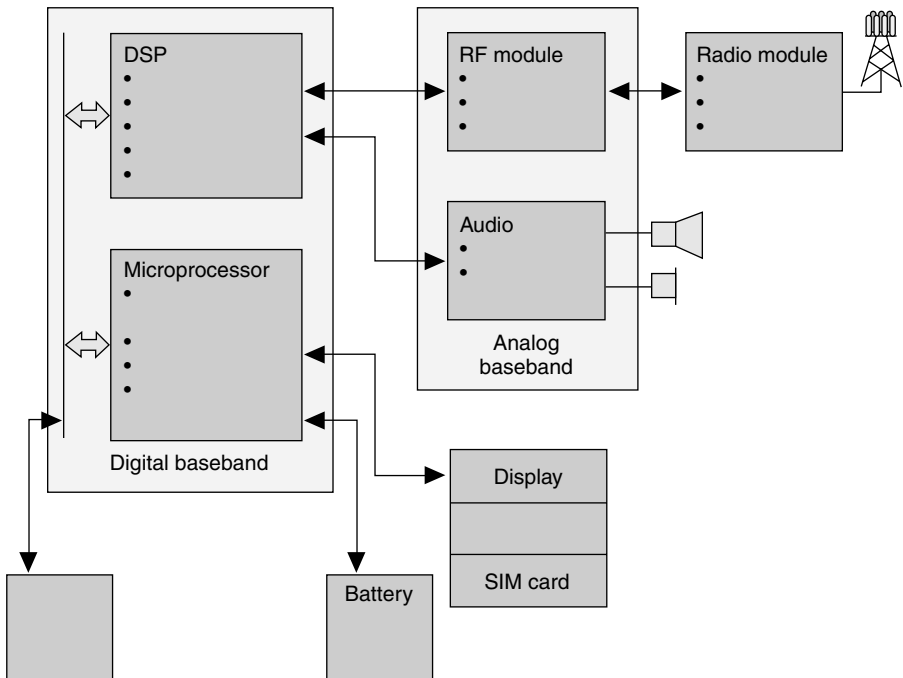 DSP
•
•
•
•
•
RF module
•
•
•
Radio module
•
•
•
Audio
•
•
Microprocessor
•
•
•
•
Analog
baseband
Digital baseband
Display
SIM card
Battery